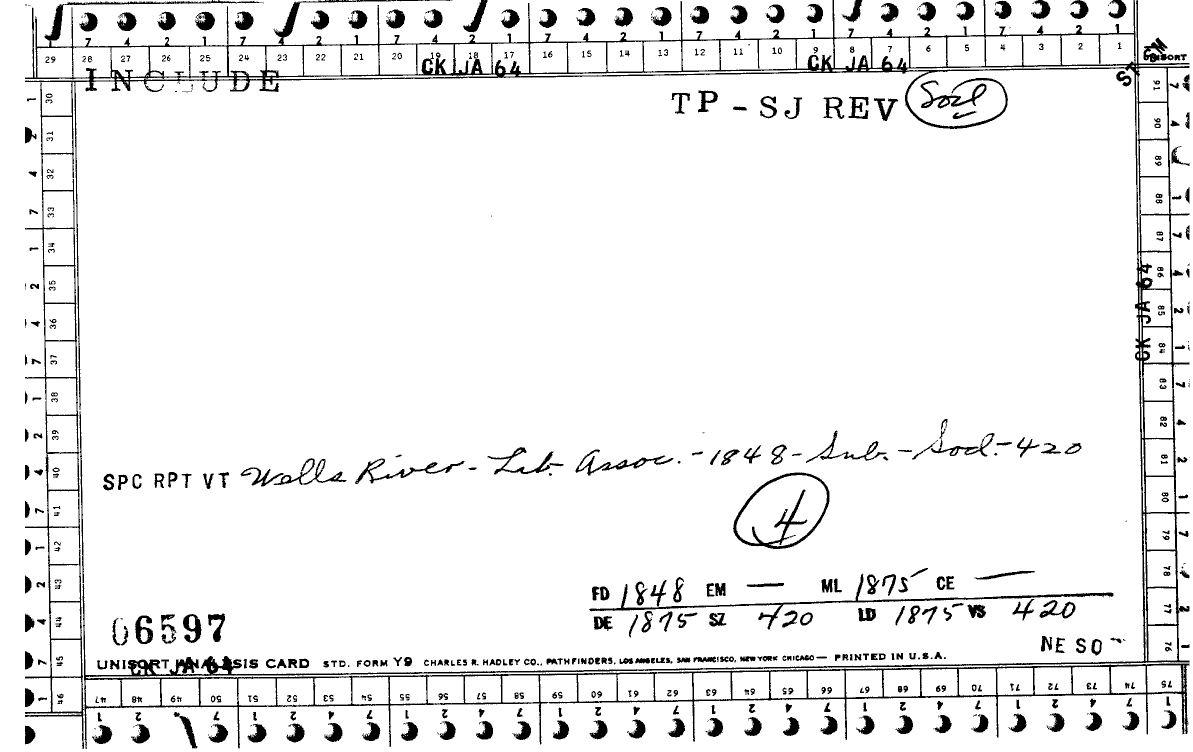 7 4 2 1 7 4 2 1 7 4 2 1 7 4 2 1 7 4 2 1 7 4 2 1 7 4 2 1
29 28 27 26 25 24 23 22 21 20 19 18 17 16 15 14 13 12 11 10 9 8 7 6 5 4 3 2 1
CK JA 64 CK JA 64
INCLUDE
TP - SJ REV Socl
CK JA 64
SPC RPT VT Wells River - Lib. Assoc. - 1848 - Sub. - Socl. - 420
4
FD 1848 EM — ML 1875 CE —
DE 1875 SZ 420 LD 1875 VS 420
06597
NE SO
UNISORT ANALYSIS CARD STD. FORM Y9 CHARLES R. HADLEY CO., PATHFINDERS, LOS ANGELES, SAN FRANCISCO, NEW YORK CHICAGO — PRINTED IN U.S.A.
CK JA 64
30 31 32 33 34 35 36 37 38 39 40 41 42 43 44 45 46
1 2 4 7 1 2 4 7 1 2 4 7 1 2 4 7 1
91 90 89 88 87 86 85 84 83 82 81 80 79 78 77 76
47 48 49 50 51 52 53 54 55 56 57 58 59 60 61 62 63 64 65 66 67 68 69 70 71 72 73 74 75